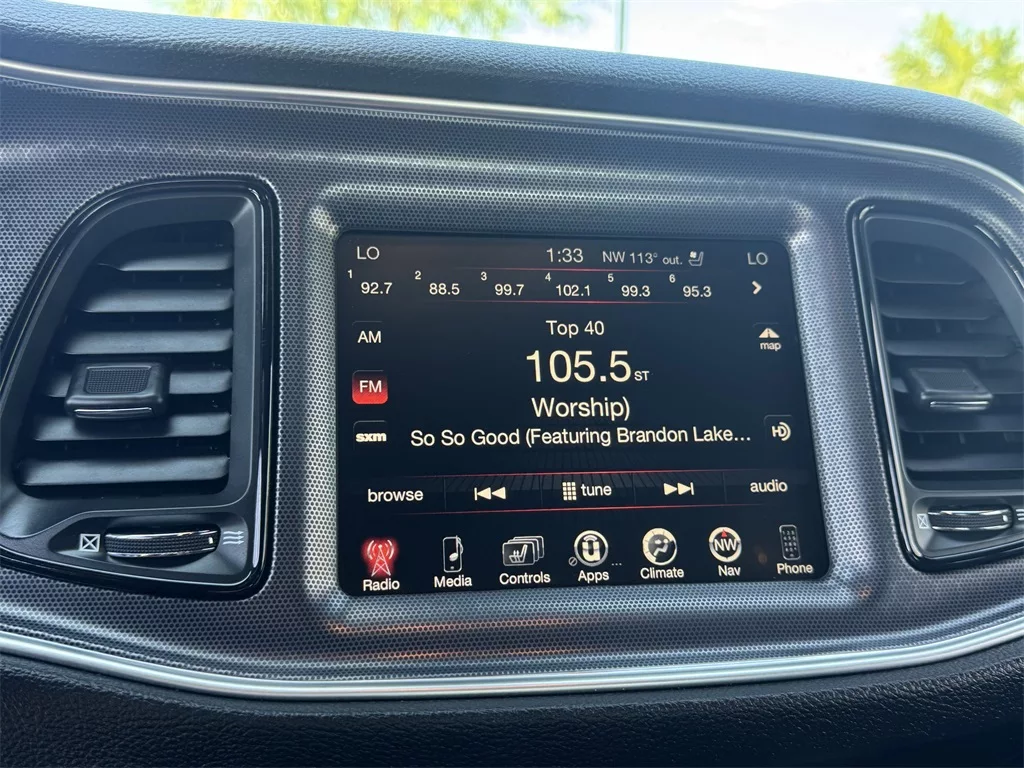 LO 1:33 NW 113° out. LO
1 92.7 2 88.5 3 99.7 4 102.1 5 99.3 6 95.3
Top 40
AM
map
105.5 ST
FM
Worship)
sxm So So Good (Featuring Brandon Lake... HD
browse tune audio
Radio Media Controls Apps ... Climate NW Nav Phone